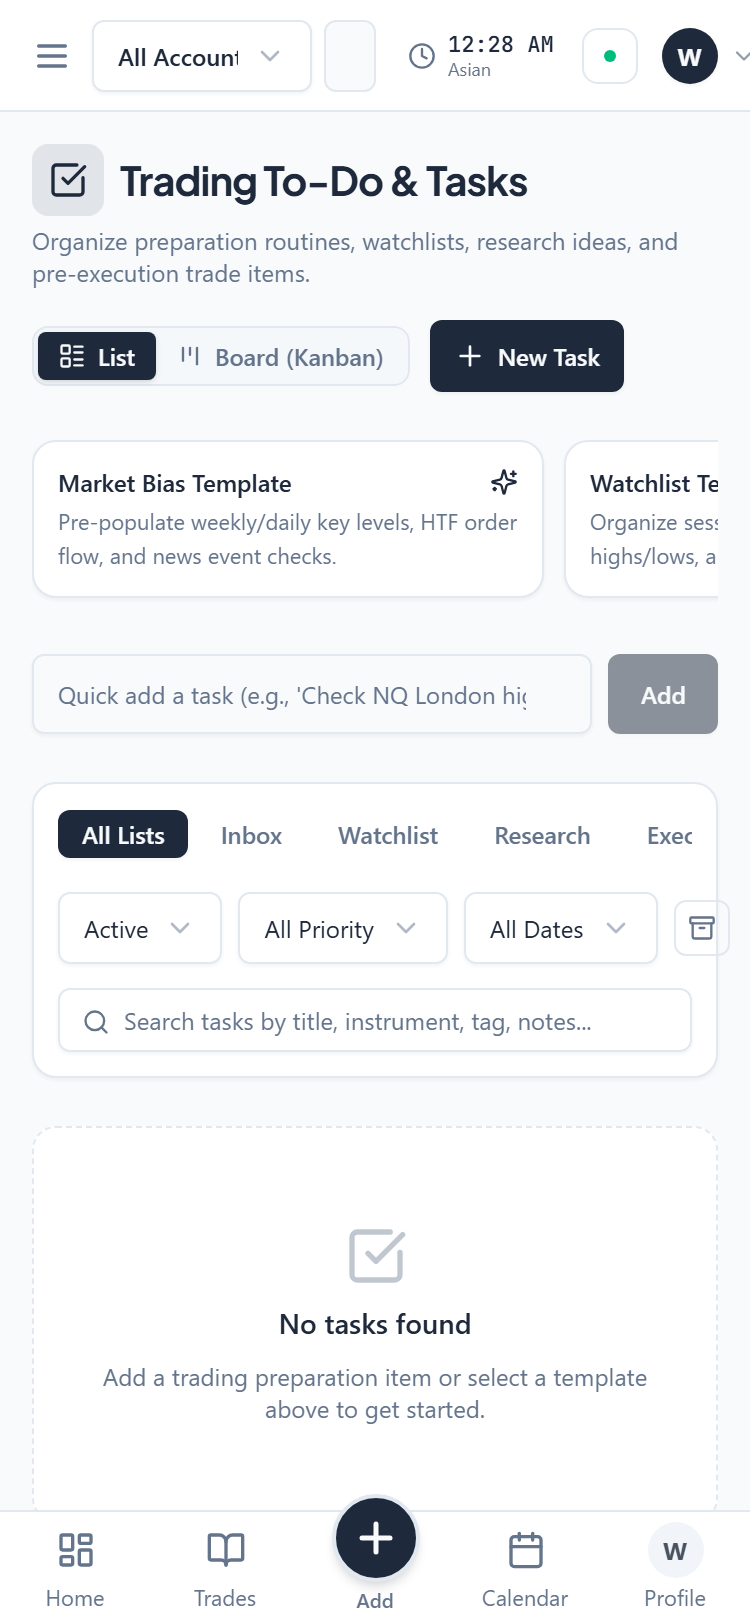 All Account
12:28 AM
Asian
W
Trading To-Do & Tasks
Organize preparation routines, watchlists, research ideas, and
pre-execution trade items.
List
Board (Kanban)
New Task
Market Bias Template
Pre-populate weekly/daily key levels, HTF order
flow, and news event checks.
Watchlist Te
Organize sess
highs/lows, a
Quick add a task (e.g., 'Check NQ London hig
Add
All Lists
Inbox
Watchlist
Research
Exec
Active
All Priority
All Dates
Search tasks by title, instrument, tag, notes...
No tasks found
Add a trading preparation item or select a template
above to get started.
Home
Trades
Add
Calendar
W
Profile